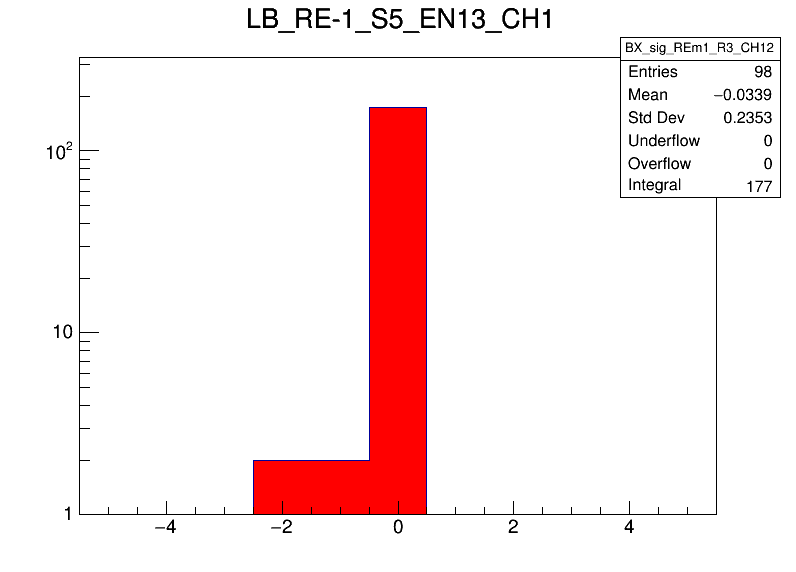 LB_RE-1_S5_EN13_CH1
BX_sig_REm1_R3_CH12
Entries 98
Mean −0.0339
Std Dev 0.2353
Underflow 0
Overflow 0
Integral 177
10²
10
1
−4 −2 0 2 4